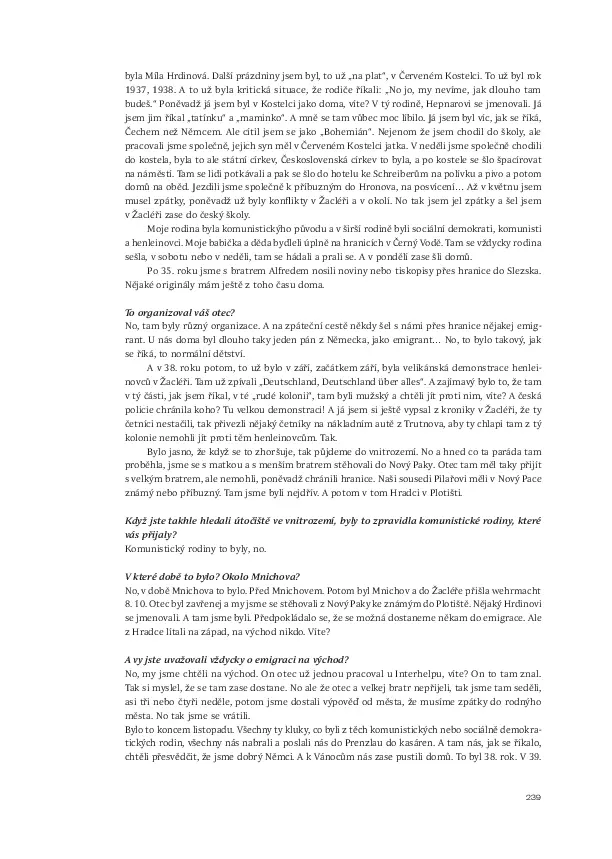 byla Míla Hrdinová. Další prázdniny jsem byl, to už „na plat“, v Červeném Kostelci. To už byl rok
1937, 1938. A to už byla kritická situace, že rodiče říkali: „No jo, my nevíme, jak dlouho tam
budeš.“ Poněvadž já jsem byl v Kostelci jako doma, víte? V tý rodině, Hepnarovi se jmenovali. Já
jsem jim říkal „tatínku“ a „maminko“. A mně se tam vůbec moc líbilo. Já jsem byl víc, jak se říká,
Čechem než Němcem. Ale cítil jsem se jako „Bohemián“. Nejenom že jsem chodil do školy, ale
pracovali jsme společně, jejich syn měl v Červeném Kostelci jatka. V neděli jsme společně chodili
do kostela, byla to ale státní církev, Československá církev to byla, a po kostele se šlo špacírovat
na náměstí. Tam se lidi potkávali a pak se šlo do hotelu ke Schreiberům na polívku a pivo a potom
domů na oběd. Jezdili jsme společně k příbuzným do Hronova, na posvícení… Až v květnu jsem
musel zpátky, poněvadž už byly konflikty v Žacléři a v okolí. No tak jsem jel zpátky a šel jsem
v Žacléři zase do český školy.
Moje rodina byla komunistickýho původu a v širší rodině byli sociální demokrati, komunisti
a henleinovci. Moje babička a děda bydleli úplně na hranicích v Černý Vodě. Tam se vždycky rodina
sešla, v sobotu nebo v neděli, tam se hádali a prali se. A v pondělí zase šli domů.
Po 35. roku jsme s bratrem Alfredem nosili noviny nebo tiskopisy přes hranice do Slezska.
Nějaké originály mám ještě z toho času doma.
To organizoval váš otec?
No, tam byly různý organizace. A na zpáteční cestě někdy šel s námi přes hranice nějakej emig-
rant. U nás doma byl dlouho taky jeden pán z Německa, jako emigrant… No, to bylo takový, jak
se říká, to normální dětství.
A v 38. roku potom, to už bylo v září, začátkem září, byla velikánská demonstrace henlei-
novců v Žacléři. Tam už zpívali „Deutschland, Deutschland über alles“. A zajímavý bylo to, že tam
v tý části, jak jsem říkal, v té „rudé kolonii“, tam byli mužský a chtěli jít proti nim, víte? A česká
policie chránila koho? Tu velkou demonstraci! A já jsem si ještě vypsal z kroniky v Žacléři, že ty
četníci nestačili, tak přivezli nějaký četníky na nákladním autě z Trutnova, aby ty chlapi tam z tý
kolonie nemohli jít proti těm henleinovcům. Tak.
Bylo jasno, že když se to zhoršuje, tak půjdeme do vnitrozemí. No a hned co ta paráda tam
proběhla, jsme se s matkou a s menším bratrem stěhovali do Nový Paky. Otec tam měl taky přijít
s velkým bratrem, ale nemohli, poněvadž chránili hranice. Naši sousedi Pilařovi měli v Nový Pace
známý nebo příbuzný. Tam jsme byli nejdřív. A potom v tom Hradci v Plotišti.
Když jste takhle hledali útočiště ve vnitrozemí, byly to zpravidla komunistické rodiny, které
vás přijaly?
Komunistický rodiny to byly, no.
V které době to bylo? Okolo Mnichova?
No, v době Mnichova to bylo. Před Mnichovem. Potom byl Mnichov a do Žacléře přišla wehrmacht
8. 10. Otec byl zavřenej a my jsme se stěhovali z Nový Paky ke známým do Plotiště. Nějaký Hrdinovi
se jmenovali. A tam jsme byli. Předpokládalo se, že se možná dostaneme někam do emigrace. Ale
z Hradce lítali na západ, na východ nikdo. Víte?
A vy jste uvažovali vždycky o emigraci na východ?
No, my jsme chtěli na východ. On otec už jednou pracoval u Interhelpu, víte? On to tam znal.
Tak si myslel, že se tam zase dostane. No ale že otec a velkej bratr nepřijeli, tak jsme tam seděli,
asi tři nebo čtyři neděle, potom jsme dostali výpověď od města, že musíme zpátky do rodnýho
města. No tak jsme se vrátili.
Bylo to koncem listopadu. Všechny ty kluky, co byli z těch komunistických nebo sociálně demokra-
tických rodin, všechny nás nabrali a poslali nás do Prenzlau do kasáren. A tam nás, jak se říkalo,
chtěli přesvědčit, že jsme dobrý Němci. A k Vánocům nás zase pustili domů. To byl 38. rok. V 39.
239